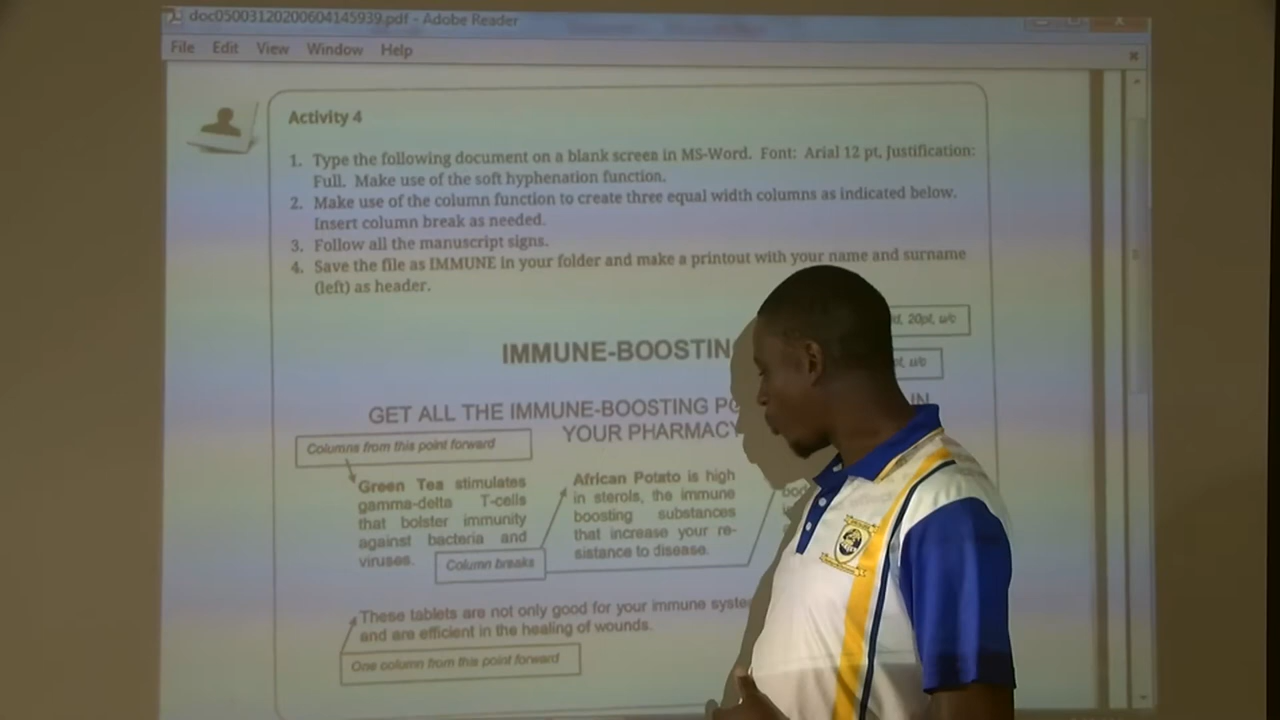 doc05003120200604145939.pdf - Adobe Reader
File Edit View Window Help
Activity 4
1. Type the following document on a blank screen in MS-Word. Font: Arial 12 pt, Justification:
Full. Make use of the soft hyphenation function.
2. Make use of the column function to create three equal width columns as indicated below.
Insert column break as needed.
3. Follow all the manuscript signs.
4. Save the file as IMMUNE in your folder and make a printout with your name and surname
(left) as header.
20pt, u/c
IMMUNE-BOOSTIN
u/c
GET ALL THE IMMUNE-BOOSTING PO IN
YOUR PHARMACY
Columns from this point forward
Green Tea stimulates
gamma-delta T-cells
that bolster immunity
against bacteria and
viruses.
African Potato is high
in sterols, the immune
boosting substances
that increase your re-
sistance to disease.
bod
Column breaks
These tablets are not only good for your immune syste
and are efficient in the healing of wounds.
One column from this point forward